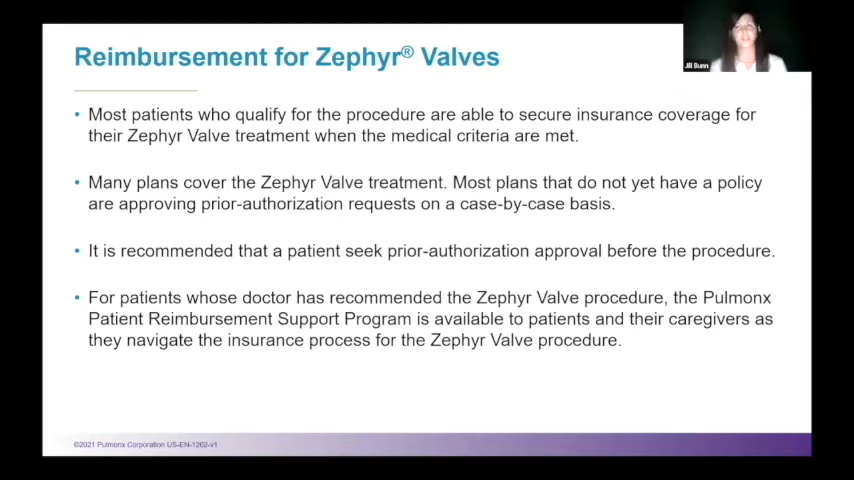 Reimbursement for Zephyr® Valves
Jill Bunn
• Most patients who qualify for the procedure are able to secure insurance coverage for
their Zephyr Valve treatment when the medical criteria are met.
• Many plans cover the Zephyr Valve treatment. Most plans that do not yet have a policy
are approving prior-authorization requests on a case-by-case basis.
• It is recommended that a patient seek prior-authorization approval before the procedure.
• For patients whose doctor has recommended the Zephyr Valve procedure, the Pulmonx
Patient Reimbursement Support Program is available to patients and their caregivers as
they navigate the insurance process for the Zephyr Valve procedure.
©2021 Pulmonx Corporation US-EN-1202-v1